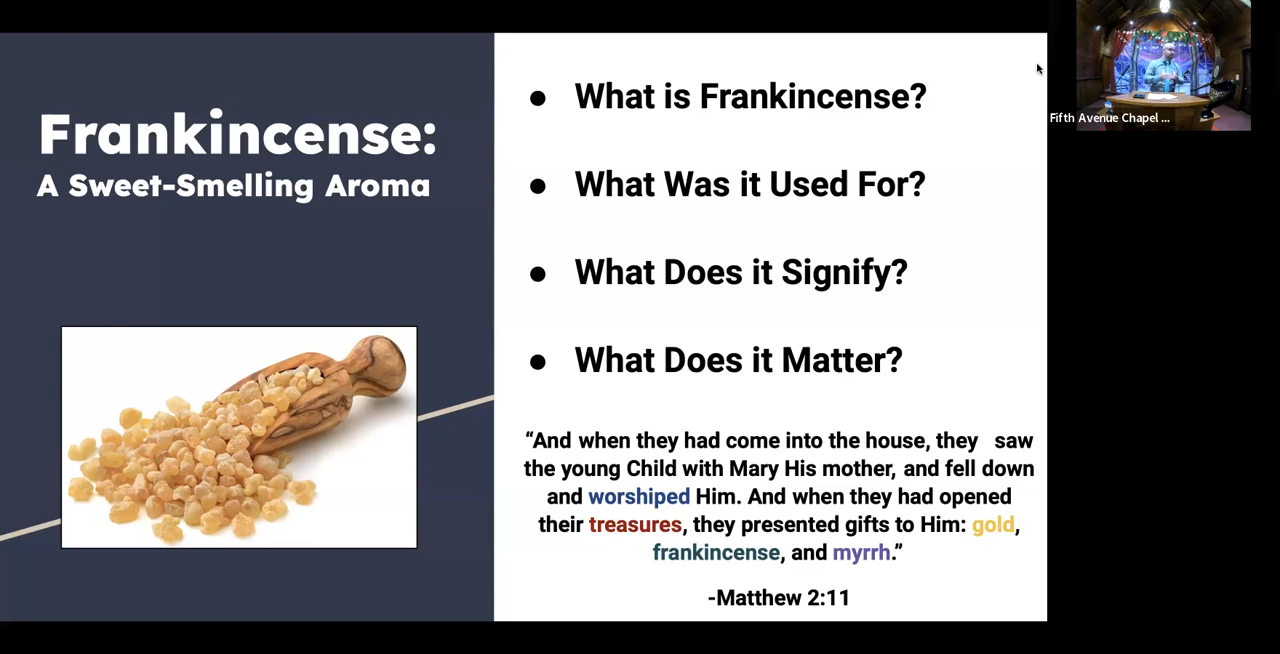 Frankincense:
A Sweet-Smelling Aroma
● What is Frankincense?
● What Was it Used For?
● What Does it Signify?
● What Does it Matter?
“And when they had come into the house, they saw
the young Child with Mary His mother, and fell down
and worshiped Him. And when they had opened
their treasures, they presented gifts to Him: gold,
frankincense, and myrrh.”
-Matthew 2:11
Fifth Avenue Chapel ...